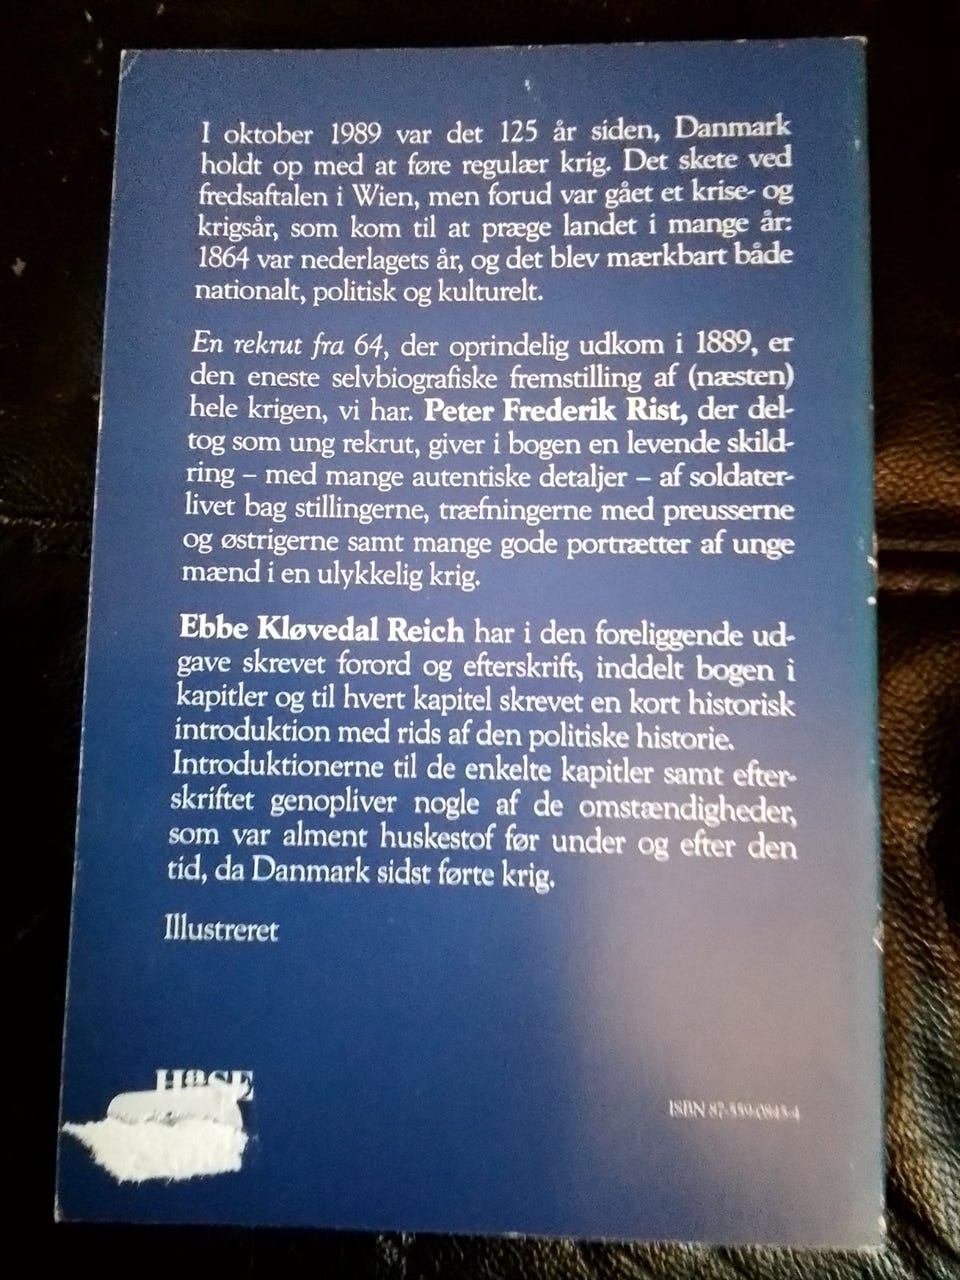 I oktober 1989 var det 125 år siden, Danmark
holdt op med at føre regulær krig. Det skete ved
fredsaftalen i Wien, men forud var gået et krise- og
krigsår, som kom til at præge landet i mange år:
1864 var nederlagets år, og det blev mærkbart både
nationalt, politisk og kulturelt.
En rekrut fra 64, der oprindelig udkom i 1889, er
den eneste selvbiografiske fremstilling af (næsten)
hele krigen, vi har. Peter Frederik Rist, der del-
tog som ung rekrut, giver i bogen en levende skild-
ring – med mange autentiske detaljer – af soldater-
livet bag stillingerne, træfningerne med preusserne
og østrigerne samt mange gode portrætter af unge
mænd i en ulykkelig krig.
Ebbe Kløvedal Reich har i den foreliggende ud-
gave skrevet forord og efterskrift, inddelt bogen i
kapitler og til hvert kapitel skrevet en kort historisk
introduktion med rids af den politiske historie.
Introduktionerne til de enkelte kapitler samt efter-
skriftet genopliver nogle af de omstændigheder,
som var alment huskestof før under og efter den
tid, da Danmark sidst førte krig.
Illustreret
HaSE
ISBN